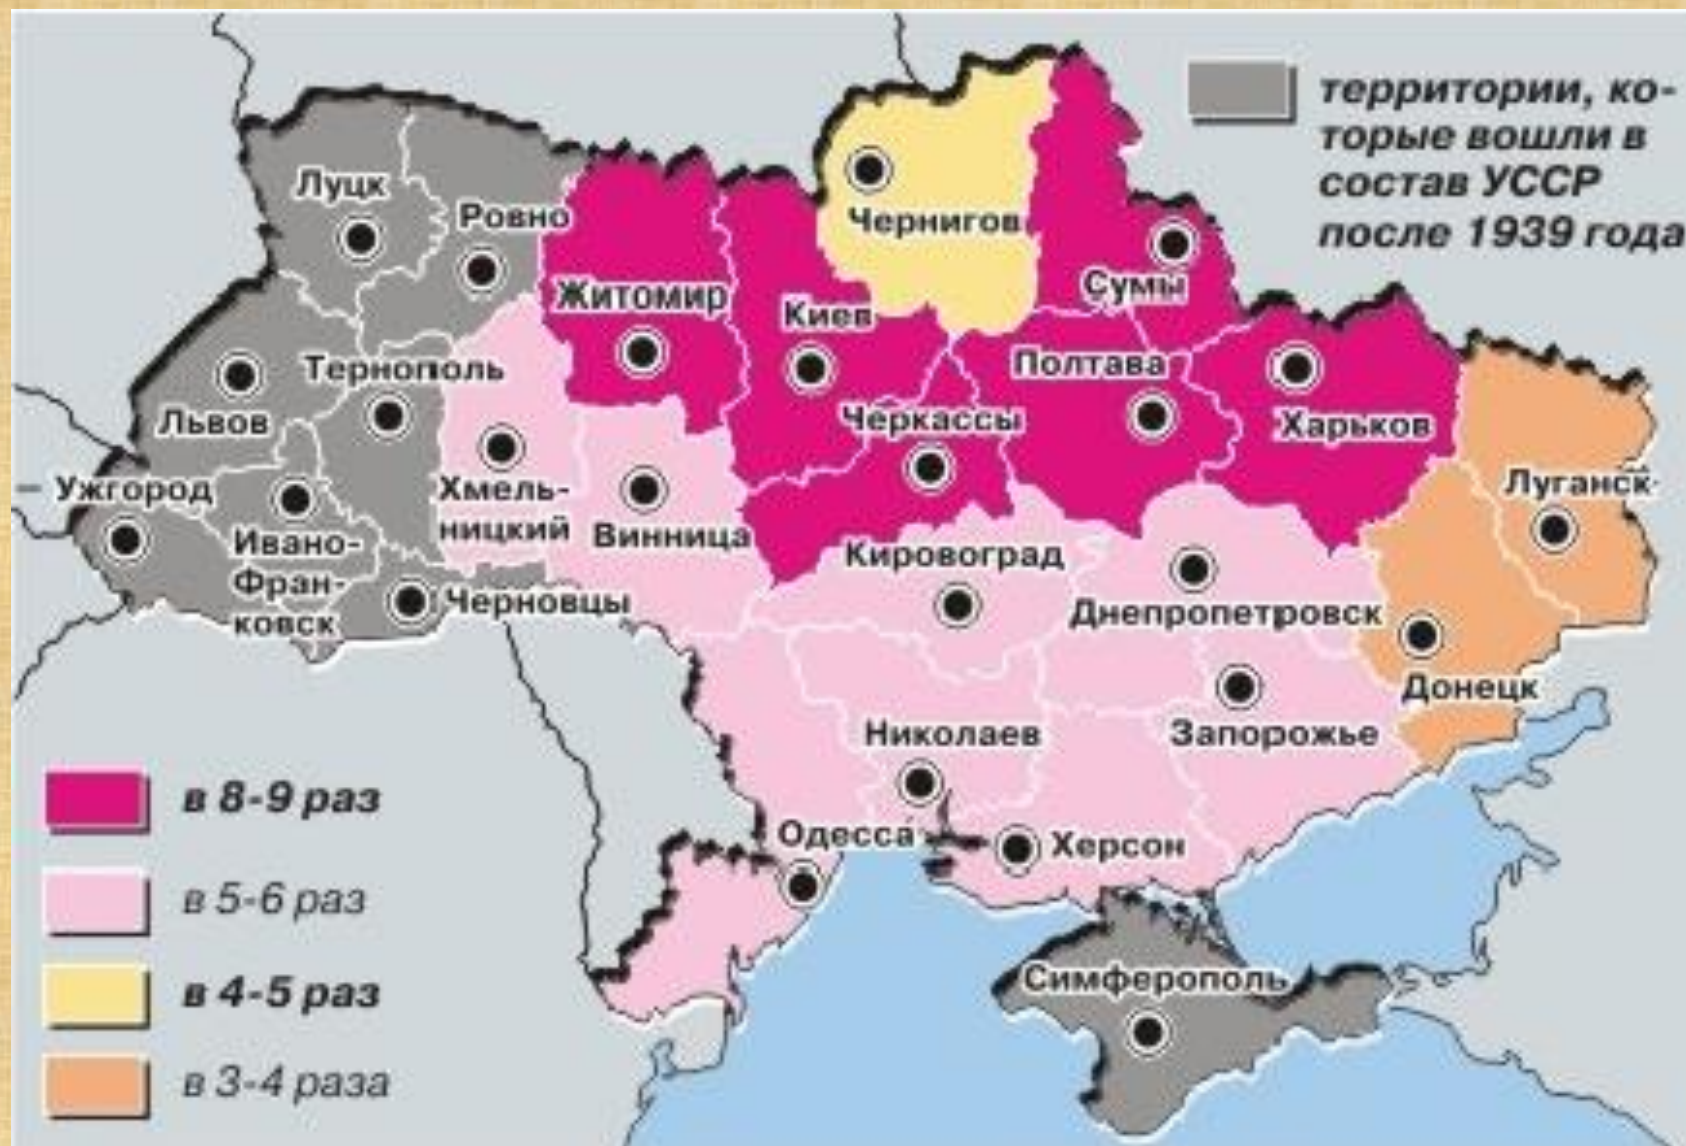 территории, ко-
торые вошли в
состав УССР
после 1939 года
Луцк
Ровно
Чернигов
Житомир
Киев
Сумы
Тернополь
Полтава
Львов
Черкассы
Харьков
Ужгород
Хмель-
ницкий
Винница
Луганск
Ивано-
Фран-
ковск
Кировоград
Черновцы
Днепропетровск
Донецк
Николаев
Запорожье
Одесса
Херсон
Симферополь
в 8-9 раз
в 5-6 раз
в 4-5 раз
в 3-4 раза